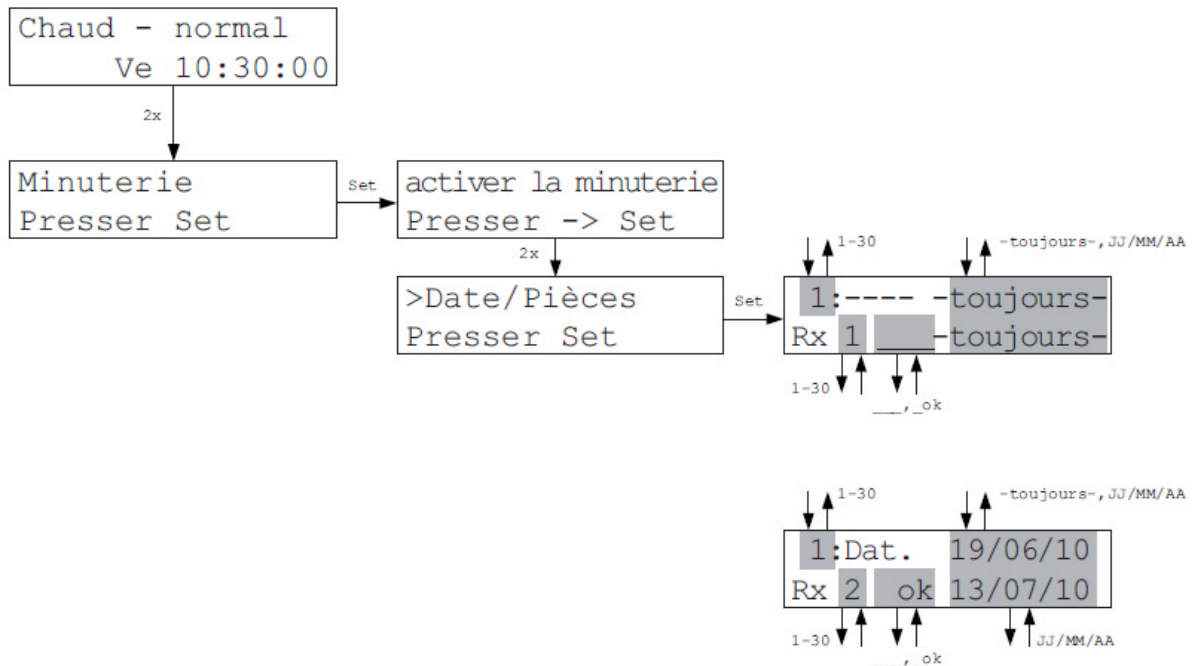 Chaud - normal
Ve 10:30:00
2x
Minuterie
Presser Set
Set
activer la minuterie
Presser -> Set
2x
>Date/Pièces
Presser Set
Set
1-30
-toujours-,JJ/MM/AA
1:---- -toujours-
Rx 1 ___-toujours-
1-30
___,_ok
1-30
-toujours-,JJ/MM/AA
1:Dat. 19/06/10
Rx 2 ok 13/07/10
1-30
___,_ok
JJ/MM/AA